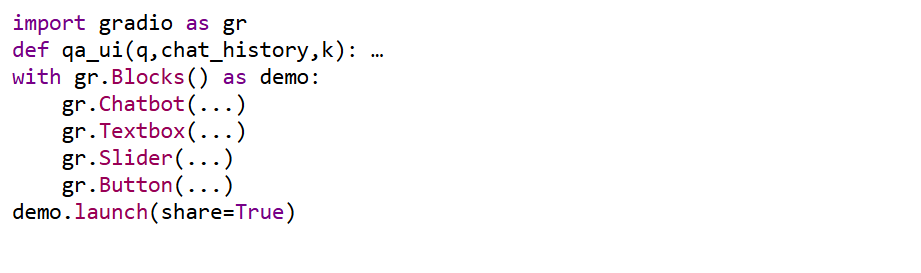 import gradio as gr
def qa_ui(q,chat_history,k): …
with gr.Blocks() as demo:
    gr.Chatbot(...)
    gr.Textbox(...)
    gr.Slider(...)
    gr.Button(...)
demo.launch(share=True)